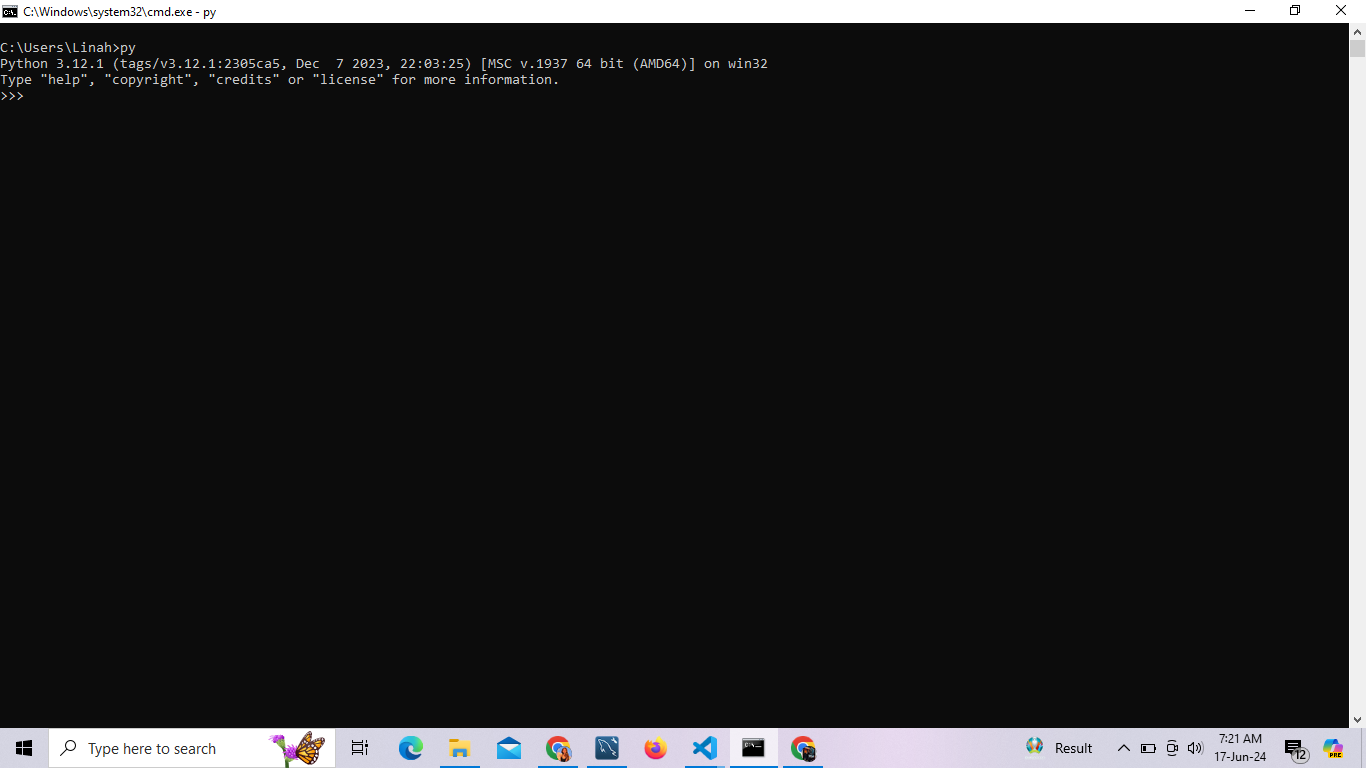 C:\Windows\system32\cmd.exe - py
C:\Users\Linah>py
Python 3.12.1 (tags/v3.12.1:2305ca5, Dec  7 2023, 22:03:25) [MSC v.1937 64 bit (AMD64)] on win32
Type "help", "copyright", "credits" or "license" for more information.
>>>
Type here to search
Result
7:21 AM
17-Jun-24
12
PRE